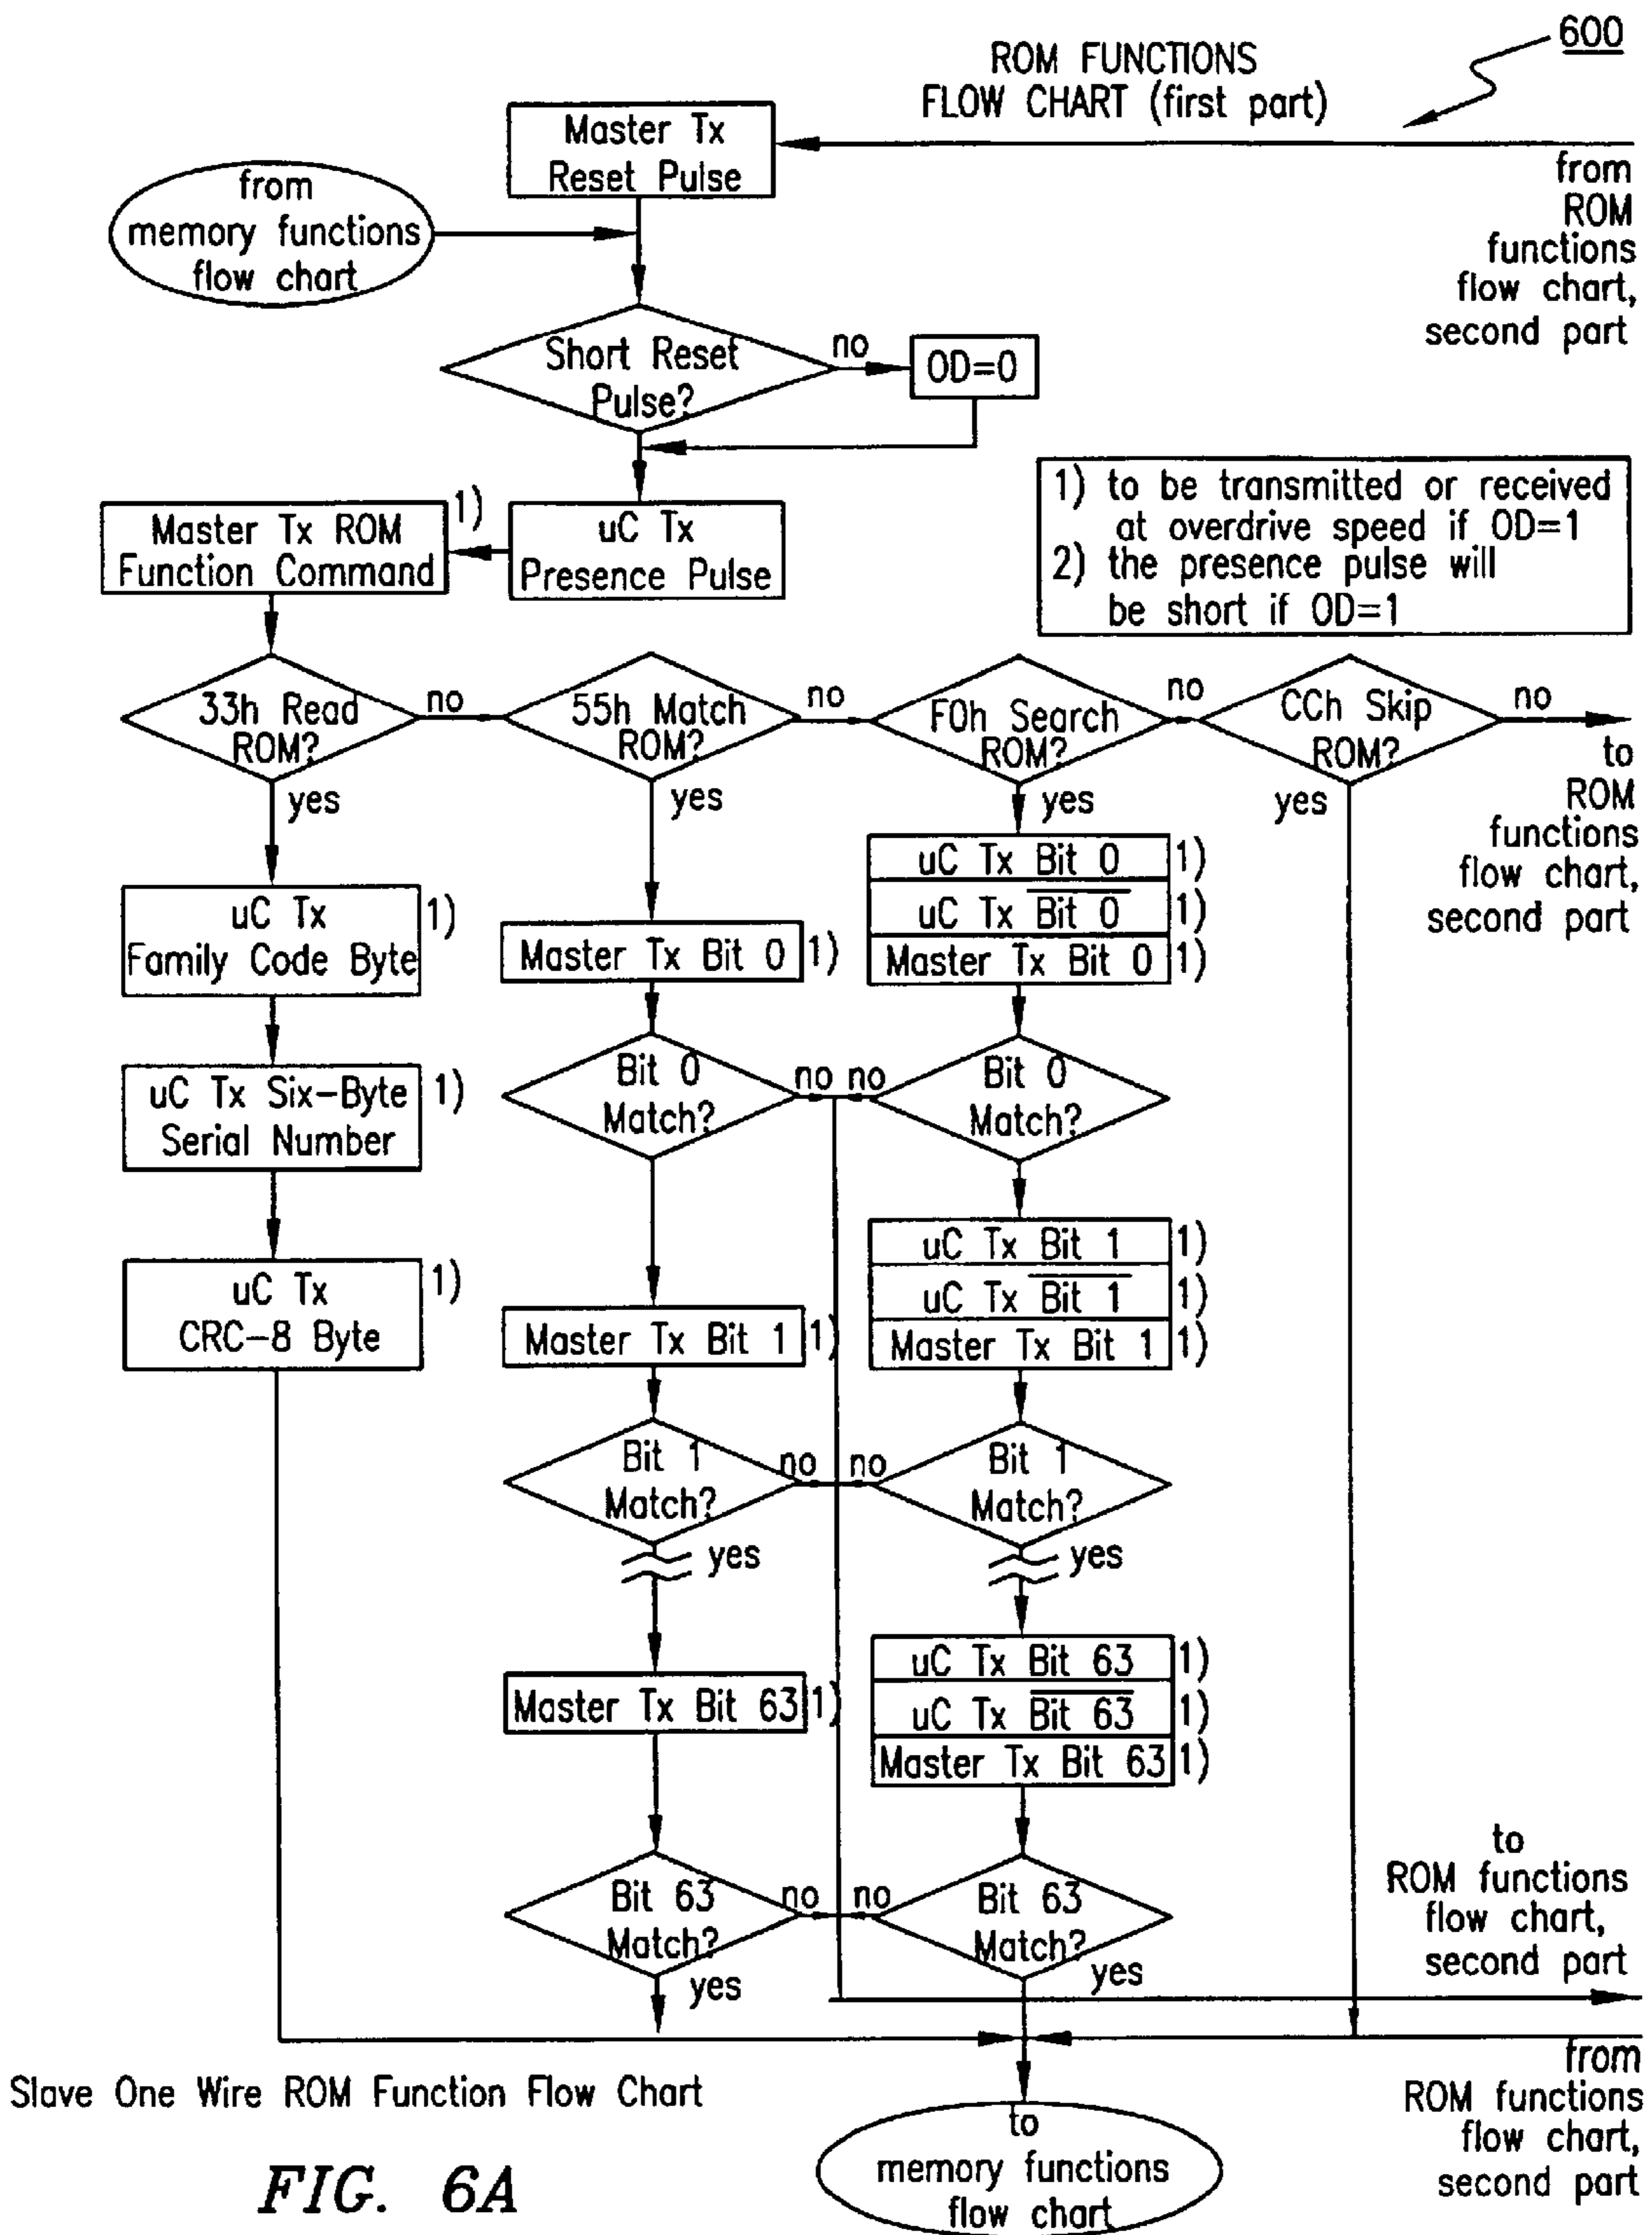 600
ROM FUNCTIONS
FLOW CHART (first part)
Master Tx
Reset Pulse
from
ROM
functions
flow chart,
second part
from
memory functions
flow chart
Short Reset
Pulse?
no
OD=0
1) to be transmitted or received
at overdrive speed if OD=1
2) the presence pulse will
be short if OD=1
Master Tx ROM
Function Command
1)
uC Tx
Presence Pulse
33h Read
ROM?
no
55h Match
ROM?
no
F0h Search
ROM?
no
CCh Skip
ROM?
no
to
ROM
functions
flow chart,
second part
yes
yes
yes
yes
uC Tx
Family Code Byte
1)
Master Tx Bit 0
1)
uC Tx Bit 0
1)
uC Tx B̅i̅t̅ ̅0̅
1)
Master Tx Bit 0
1)
uC Tx Six-Byte
Serial Number
1)
Bit 0
Match?
no
no
Bit 0
Match?
uC Tx
CRC-8 Byte
1)
Master Tx Bit 1
1)
uC Tx Bit 1
1)
uC Tx B̅i̅t̅ ̅1̅
1)
Master Tx Bit 1
1)
Bit 1
Match?
no
no
Bit 1
Match?
yes
yes
Master Tx Bit 63
1)
uC Tx Bit 63
1)
uC Tx B̅i̅t̅ ̅6̅3̅
1)
Master Tx Bit 63
1)
Bit 63
Match?
no
no
Bit 63
Match?
yes
yes
to
ROM functions
flow chart,
second part
from
ROM functions
flow chart,
second part
Slave One Wire ROM Function Flow Chart
to
memory functions
flow chart
FIG. 6A